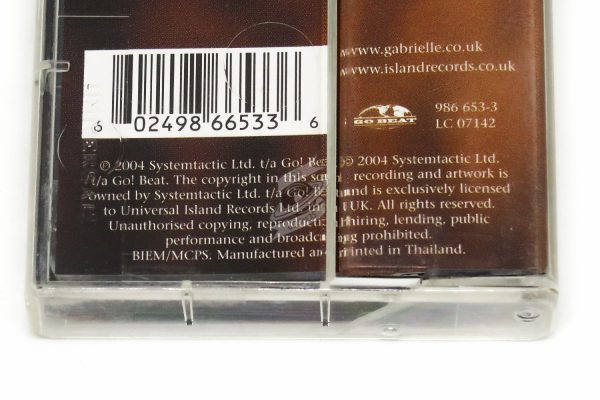 www.gabrielle.co.uk
www.islandrecords.co.uk
6 02498 66533 6
GO BEAT
986 653-3
LC 07142
℗ 2004 Systemtactic Ltd. t/a Go! Beat © 2004 Systemtactic Ltd.
t/a Go! Beat. The copyright in this sound recording and artwork is
owned by Systemtactic Ltd. t/a Go! Beat and is exclusively licensed
to Universal Island Records Ltd. in UK. All rights reserved.
Unauthorised copying, reproduction, hiring, lending, public
performance and broadcasting prohibited.
BIEM/MCPS. Manufactured and printed in Thailand.